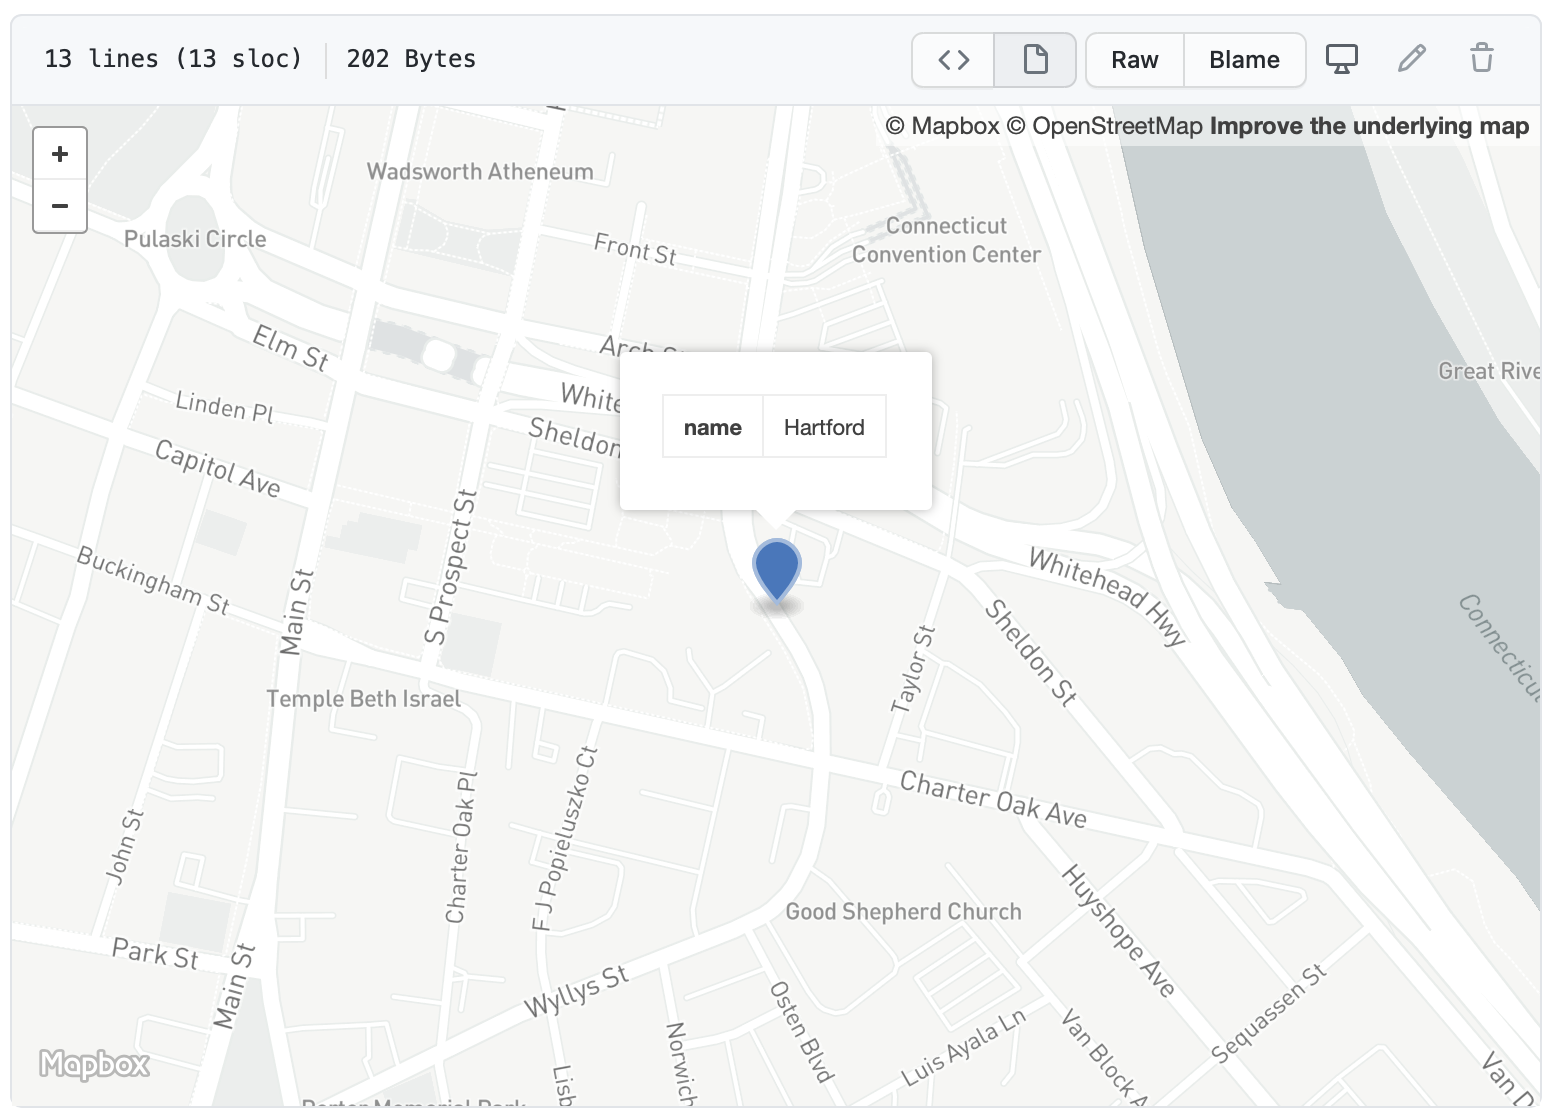 13 lines (13 sloc)
202 Bytes
<>
Raw
Blame
+
−
© Mapbox © OpenStreetMap Improve the underlying map
Wadsworth Atheneum
Connecticut
Convention Center
Pulaski Circle
Front St
Elm St
Arch
Great Rive
Linden Pl
White
Sheldon
name
Hartford
Capitol Ave
S Prospect St
Buckingham St
Main St
Whitehead Hwy
Connecticut
Sheldon St
Taylor St
Temple Beth Israel
Charter Oak Pl
F J Popieluszko Ct
Charter Oak Ave
John St
Huyshope Ave
Good Shepherd Church
Park St
Main St
Wyllys St
Osten Blvd
Sequassen St
Norwich
Luis Ayala Ln
Van Block A
Lisb
Van D
Mapbox